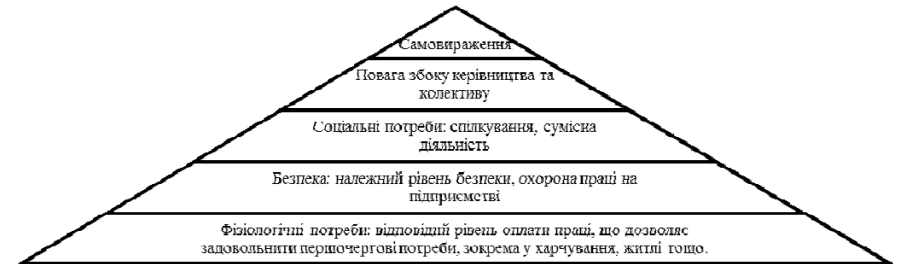 Самовираження
Повага збоку керівництва та
колективу
Соціальні потреби: спілкування, сумісна
діяльність
Безпека: належний рівень безпеки, охорона праці на
підприємстві
Фізіологічні потреби: відповідний рівень оплати праці, що дозволяє
задовольнити першочергові потреби, зокрема у харчування, житлі тощо.